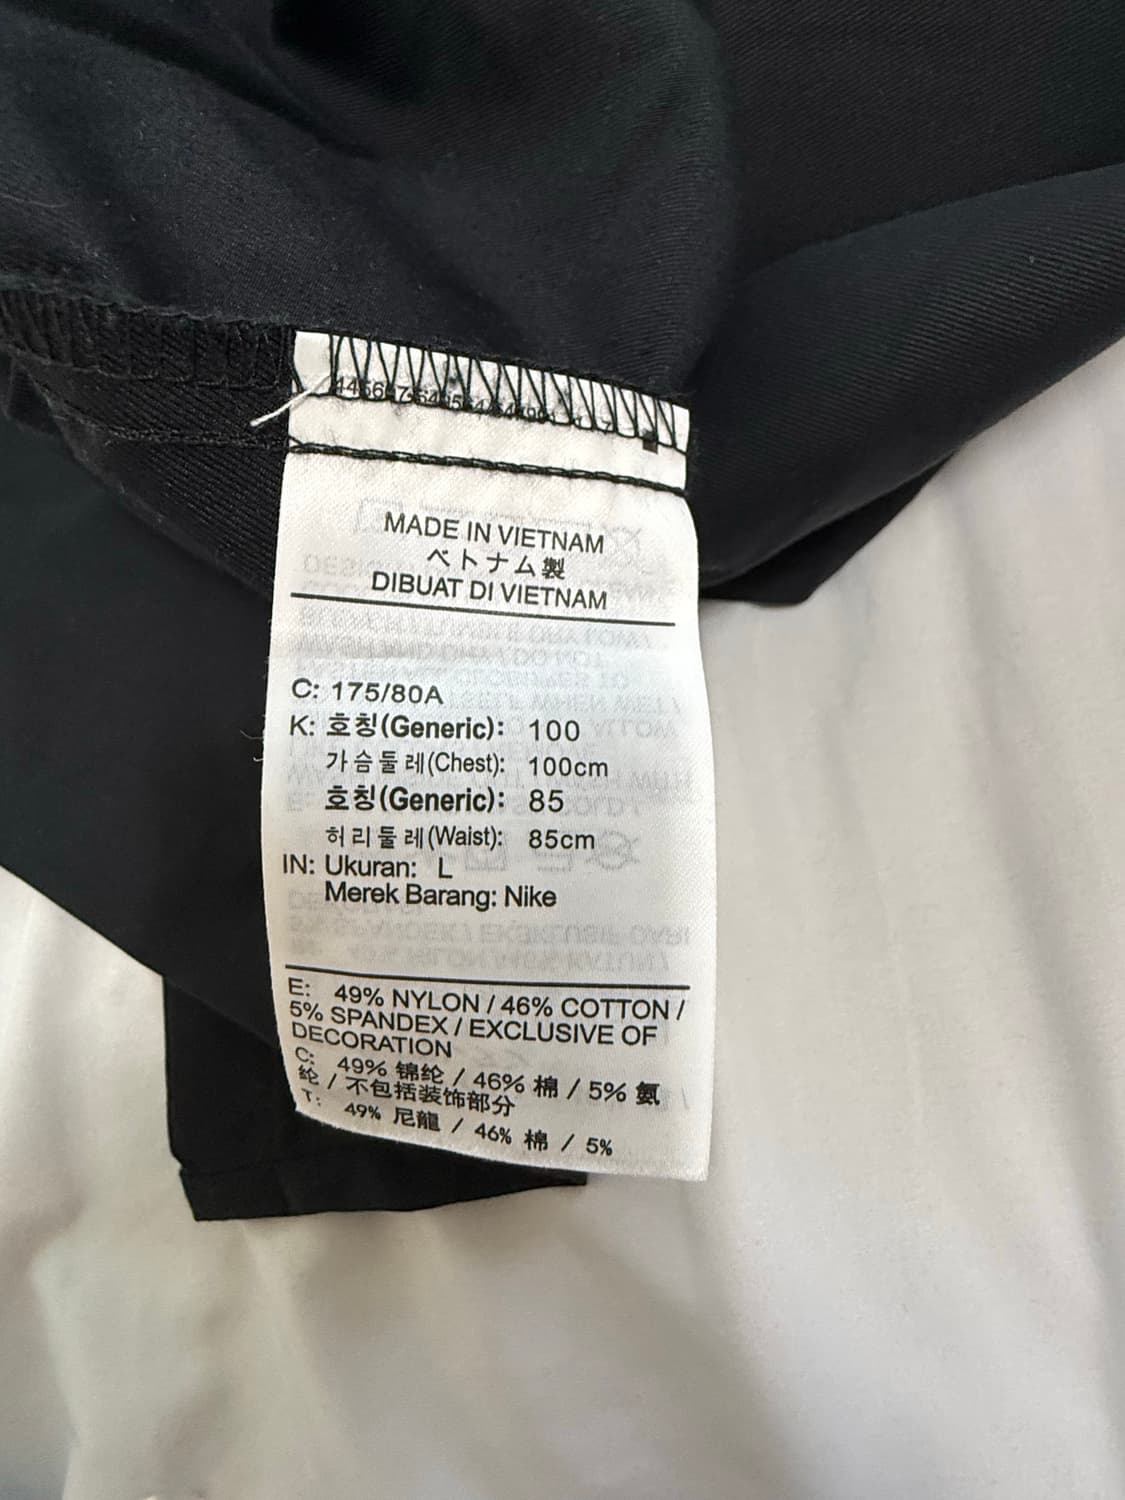 MADE IN VIETNAM
ベトナム製
DIBUAT DI VIETNAM
C: 175/80A
K: 호칭(Generic): 100
가슴둘레(Chest): 100cm
호칭(Generic): 85
허리둘레(Waist): 85cm
IN: Ukuran: L
Merek Barang: Nike
E: 49% NYLON / 46% COTTON /
5% SPANDEX / EXCLUSIVE OF
DECORATION
C: 49% 锦纶 / 46% 棉 / 5% 氨
纶 / 不包括装饰部分
T: 49% 尼龍 / 46% 棉 / 5%